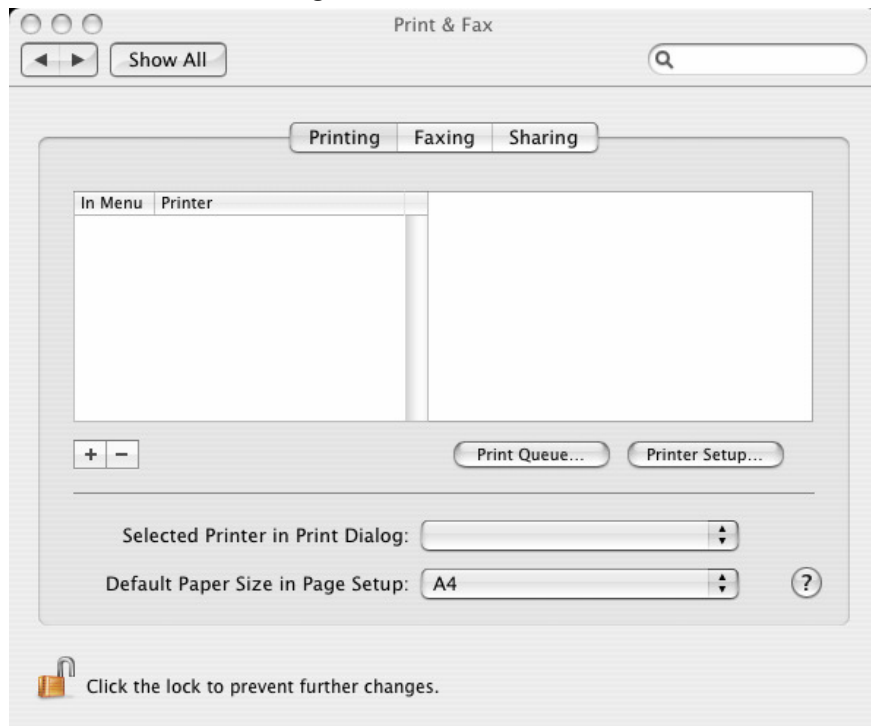 Print & Fax
Show All
Printing Faxing Sharing
In Menu Printer
+ −
Print Queue... Printer Setup...
Selected Printer in Print Dialog:
Default Paper Size in Page Setup: A4 ?
Click the lock to prevent further changes.